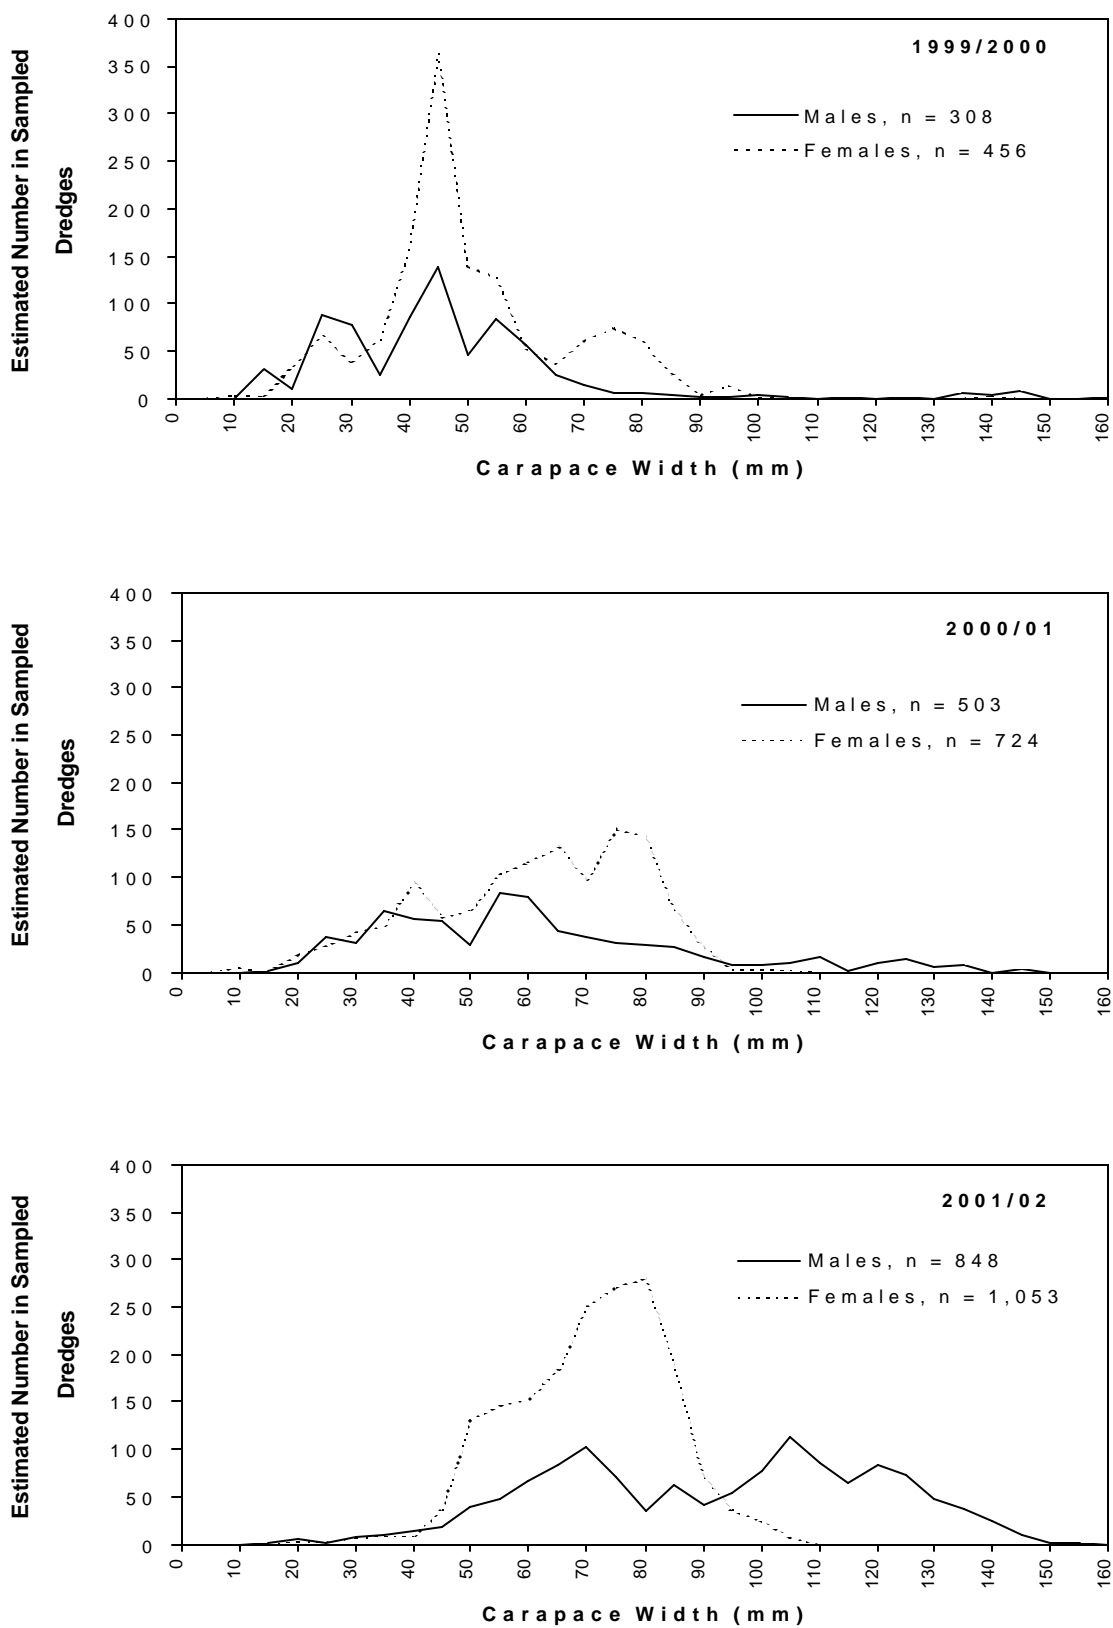 1999/2000
Males, n = 308
Females, n = 456
Estimated Number in Sampled
Dredges
400
350
300
250
200
150
100
50
0
0 10 20 30 40 50 60 70 80 90 100 110 120 130 140 150 160
Carapace Width (mm)
2000/01
Males, n = 503
Females, n = 724
Estimated Number in Sampled
Dredges
400
350
300
250
200
150
100
50
0
0 10 20 30 40 50 60 70 80 90 100 110 120 130 140 150 160
Carapace Width (mm)
2001/02
Males, n = 848
Females, n = 1,053
Estimated Number in Sampled
Dredges
400
350
300
250
200
150
100
50
0
0 10 20 30 40 50 60 70 80 90 100 110 120 130 140 150 160
Carapace Width (mm)